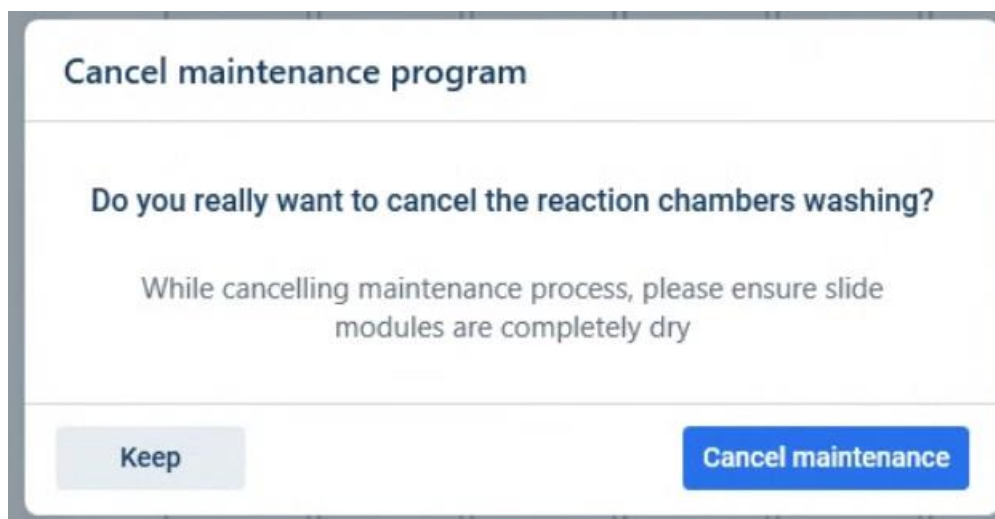 Cancel maintenance program
Do you really want to cancel the reaction chambers washing?
While cancelling maintenance process, please ensure slide
modules are completely dry
Keep
Cancel maintenance